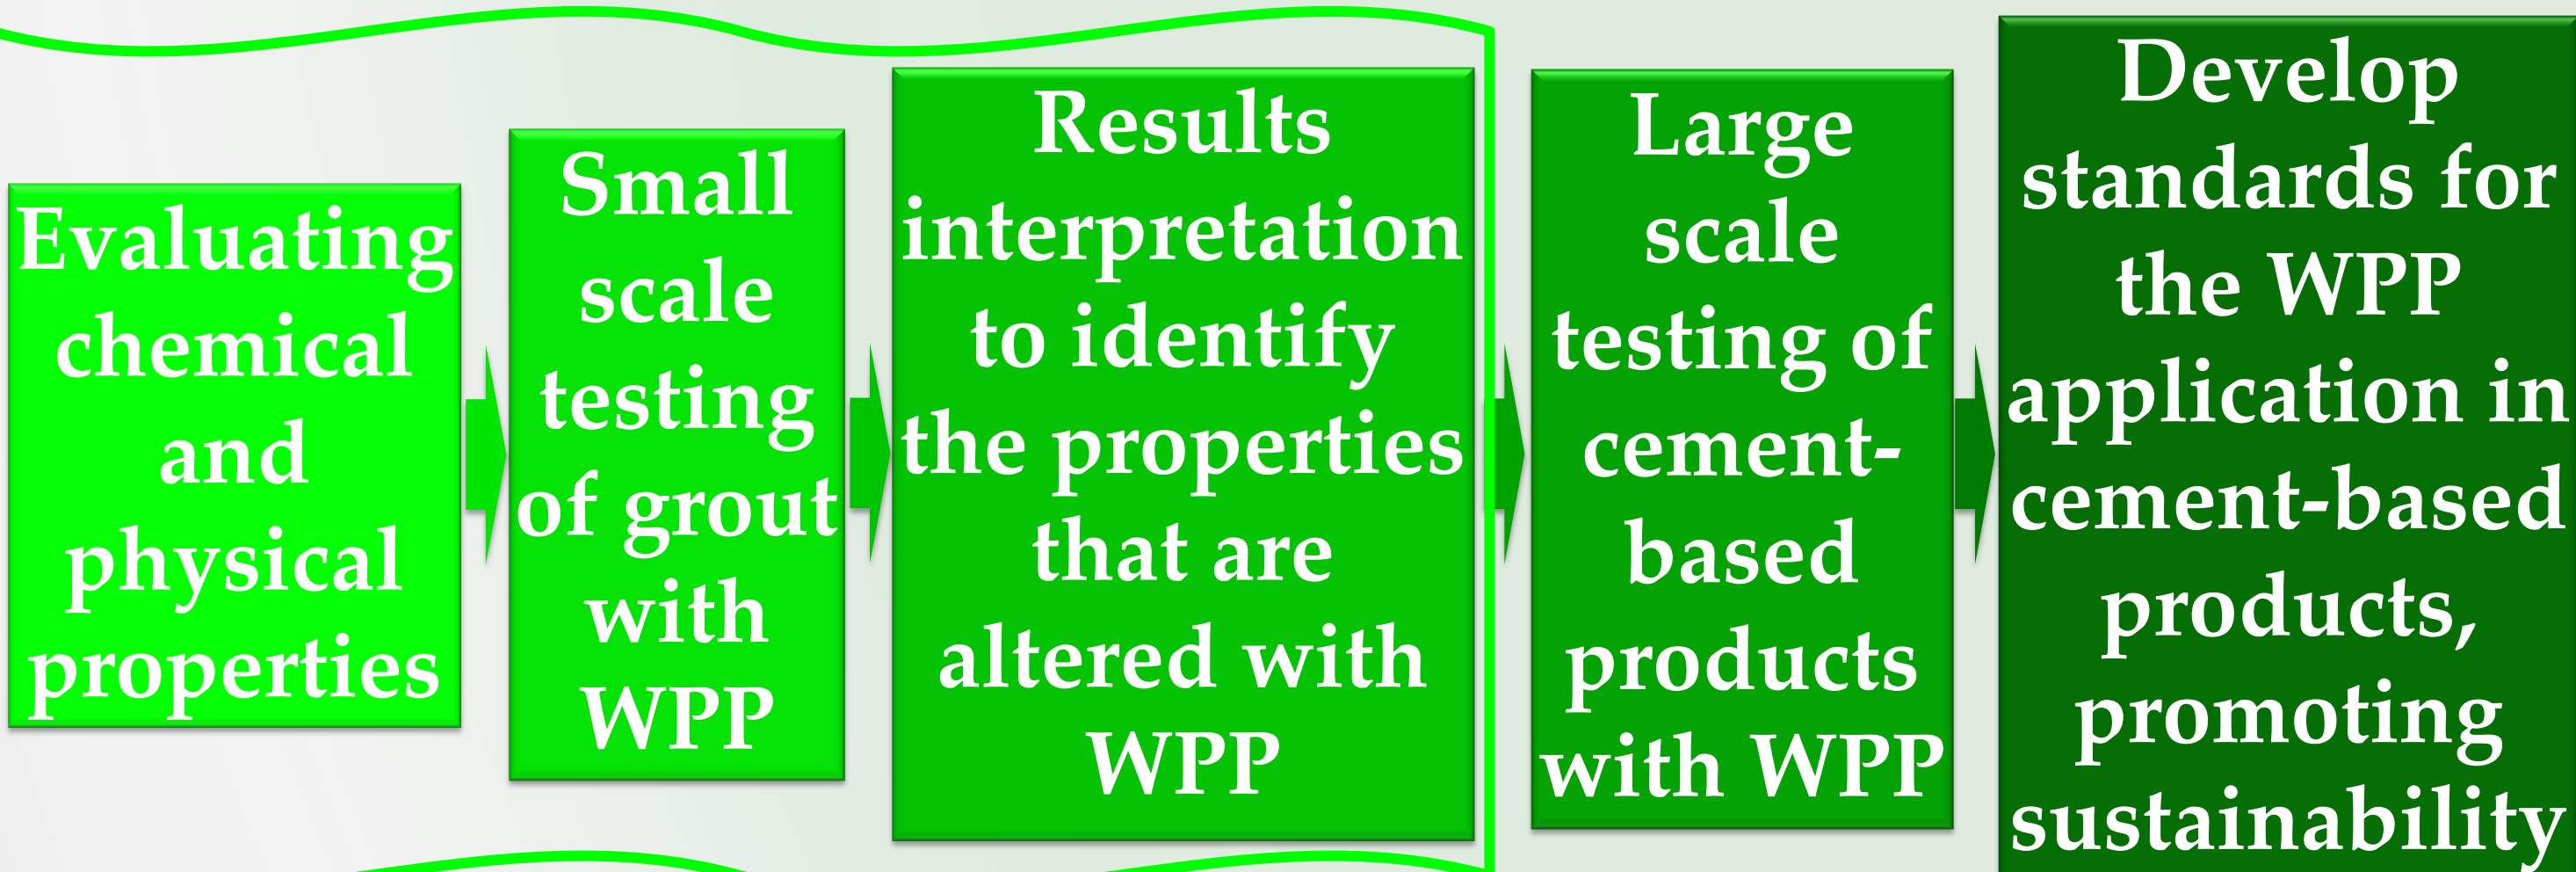 Evaluating
chemical
and
physical
properties
Small
scale
testing
of grout
with
WPP
Results
interpretation
to identify
the properties
that are
altered with
WPP
Large
scale
testing of
cement-
based
products
with WPP
Develop
standards for
the WPP
application in
cement-based
products,
promoting
sustainability